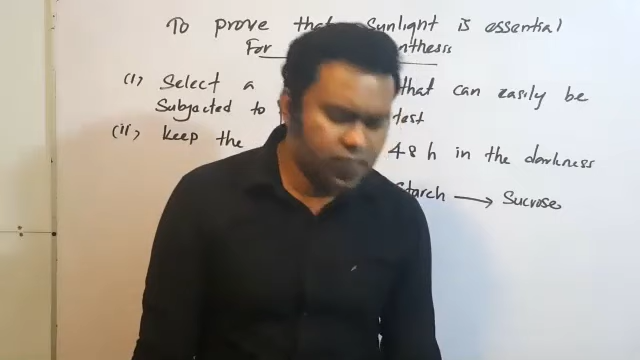 To prove that Sunlight is essential
For nthesis
(i) Select a that can easily be
Subjected to test
(ii) Keep the 48 h in the darkness
Starch → Sucrose